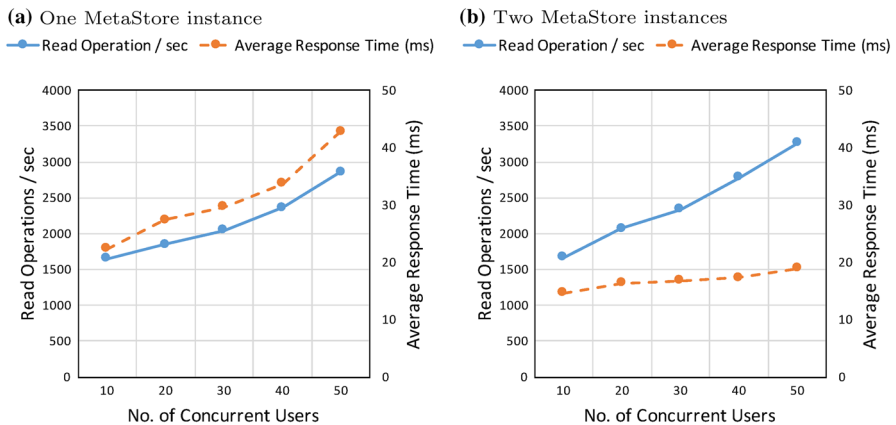 (a) One MetaStore instance
Read Operation / sec Average Response Time (ms)
4000
3500
3000
2500
2000
1500
1000
500
0
Read Operations / sec
50
40
30
20
10
0
Average Response Time (ms)
10 20 30 40 50
No. of Concurrent Users
(b) Two MetaStore instances
Read Operation / sec Average Response Time (ms)
4000
3500
3000
2500
2000
1500
1000
500
0
Read Operations / sec
50
40
30
20
10
0
Average Response Time (ms)
10 20 30 40 50
No. of Concurrent Users